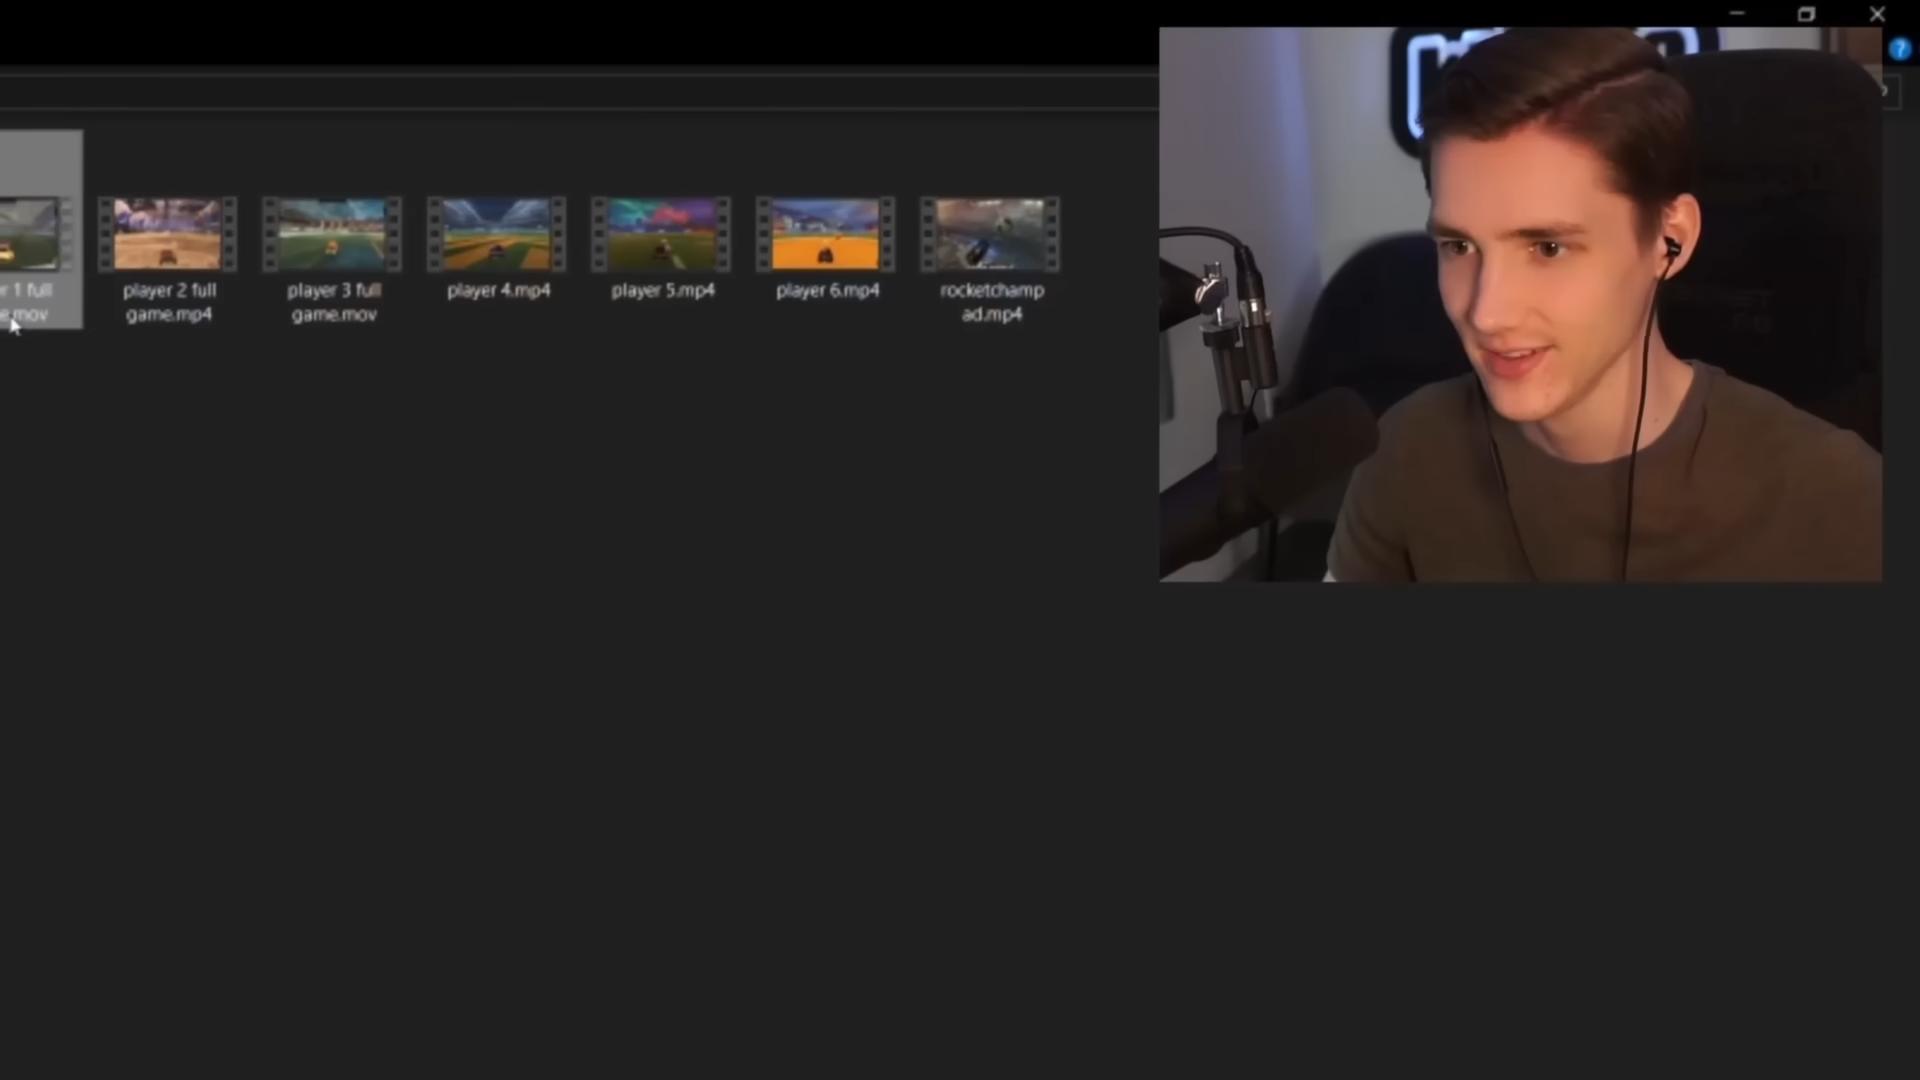 r 1 full
e.mov
player 2 full
game.mp4
player 3 full
game.mov
player 4.mp4
player 5.mp4
player 6.mp4
rocketchamp
ad.mp4
?